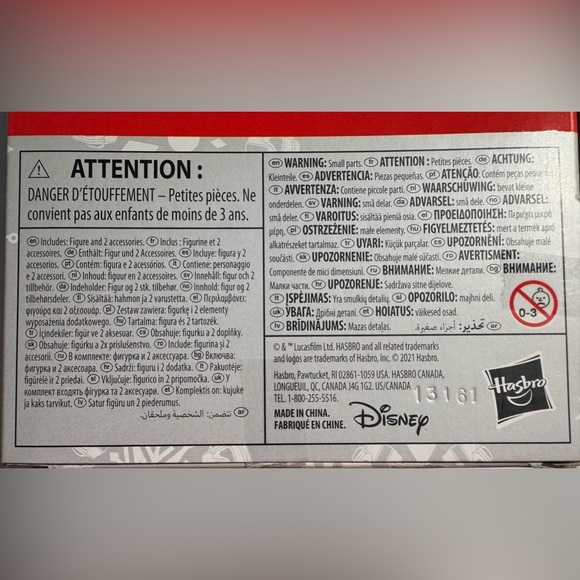 ATTENTION :
DANGER D'ÉTOUFFEMENT – Petites pièces. Ne
convient pas aux enfants de moins de 3 ans.
en Includes: Figure and 2 accessories. fr Inclus : Figurine et 2
accessoires. de Enthält: Figur und 2 Accessoires. es Incluye: figura y 2
accesorios. pt Contém: figura e 2 acessórios. it Contiene: personaggio
e 2 accessori. nl Inhoud: figuur en 2 accessoires. sv Innehåll: figur och 2
tillbehör. da Indeholder: Figur og 2 stk. tilbehør. no Innhold: figur og 2
tilbehørsdeler. fi Sisältää: hahmon ja 2 varustetta. el Περιλαμβάνει:
φιγούρα και 2 αξεσουάρ. pl Zestaw zawiera: figurkę i 2 elementy
wyposażenia dodatkowego. hu Tartalma: figura és 2 tartozék.
tr İçindekiler: figür ve 2 aksesuar. cs Obsahuje: figurku a 2 doplňky.
sk Obsahuje: figúrku a 2x príslušenstvo. ro Include: figurina și 2
accesorii. ru В комплекте: фигурка и 2 аксессуара. bg Включва:
фигурка и 2 аксесоара. hr Sadrži: figuru i 2 dodatka. lt Pakuotėje:
figūrėlė ir 2 priedai. sl Vključuje: figurico in 2 pripomočka. uk У
комплект входять фігурка та 2 аксесуари. et Komplektis on: kujuke
ja kaks tarvikut. lv Satur figūru un 2 piederumus.
ar تتضمن: الشخصية وملحقان.
en WARNING: Small parts. fr ATTENTION : Petites pièces. de ACHTUNG:
Kleinteile. es ADVERTENCIA: Piezas pequeñas. pt ATENÇÃO: Contém peças pequenas.
it AVVERTENZA: Contiene piccole parti. nl WAARSCHUWING: bevat kleine
onderdelen. sv VARNING: små delar. da ADVARSEL: små dele. no ADVARSEL:
små deler. fi VAROITUS: sisältää pieniä osia. el ΠΡΟΕΙΔΟΠΟΙΗΣΗ: Περιέχει μικρά
μέρη. pl OSTRZEŻENIE: małe elementy. hu FIGYELMEZTETÉS: mert a termék apró
alkatrészeket tartalmaz. tr UYARI: Küçük parçalar. cs UPOZORNĚNÍ: Obsahuje malé
součásti. sk UPOZORNENIE: Obsahuje malé súčasti. ro AVERTISMENT:
Componente de mici dimensiuni. ru ВНИМАНИЕ: Мелкие детали. bg ВНИМАНИЕ:
Малки части. hr UPOZORENJE: Sadržava sitne dijelove.
lt ĮSPĖJIMAS: Yra smulkių detalių. sl OPOZORILO: majhni deli.
uk УВАГА: Дрібні деталі. et HOIATUS: väikesed osad.
lv BRĪDINĀJUMS: Mazas detaļas. ar تحذير: أجزاء صغيرة.
0-3
© & ™ Lucasfilm Ltd. HASBRO and all related trademarks
and logos are trademarks of Hasbro, Inc. © 2021 Hasbro.
Hasbro, Pawtucket, RI 02861-1059 USA. HASBRO CANADA,
LONGUEUIL, QC, CANADA J4G 1G2. US/CANADA
TEL. 1-800-255-5516.
13161
MADE IN CHINA.
FABRIQUÉ EN CHINE.
Disney
Hasbro